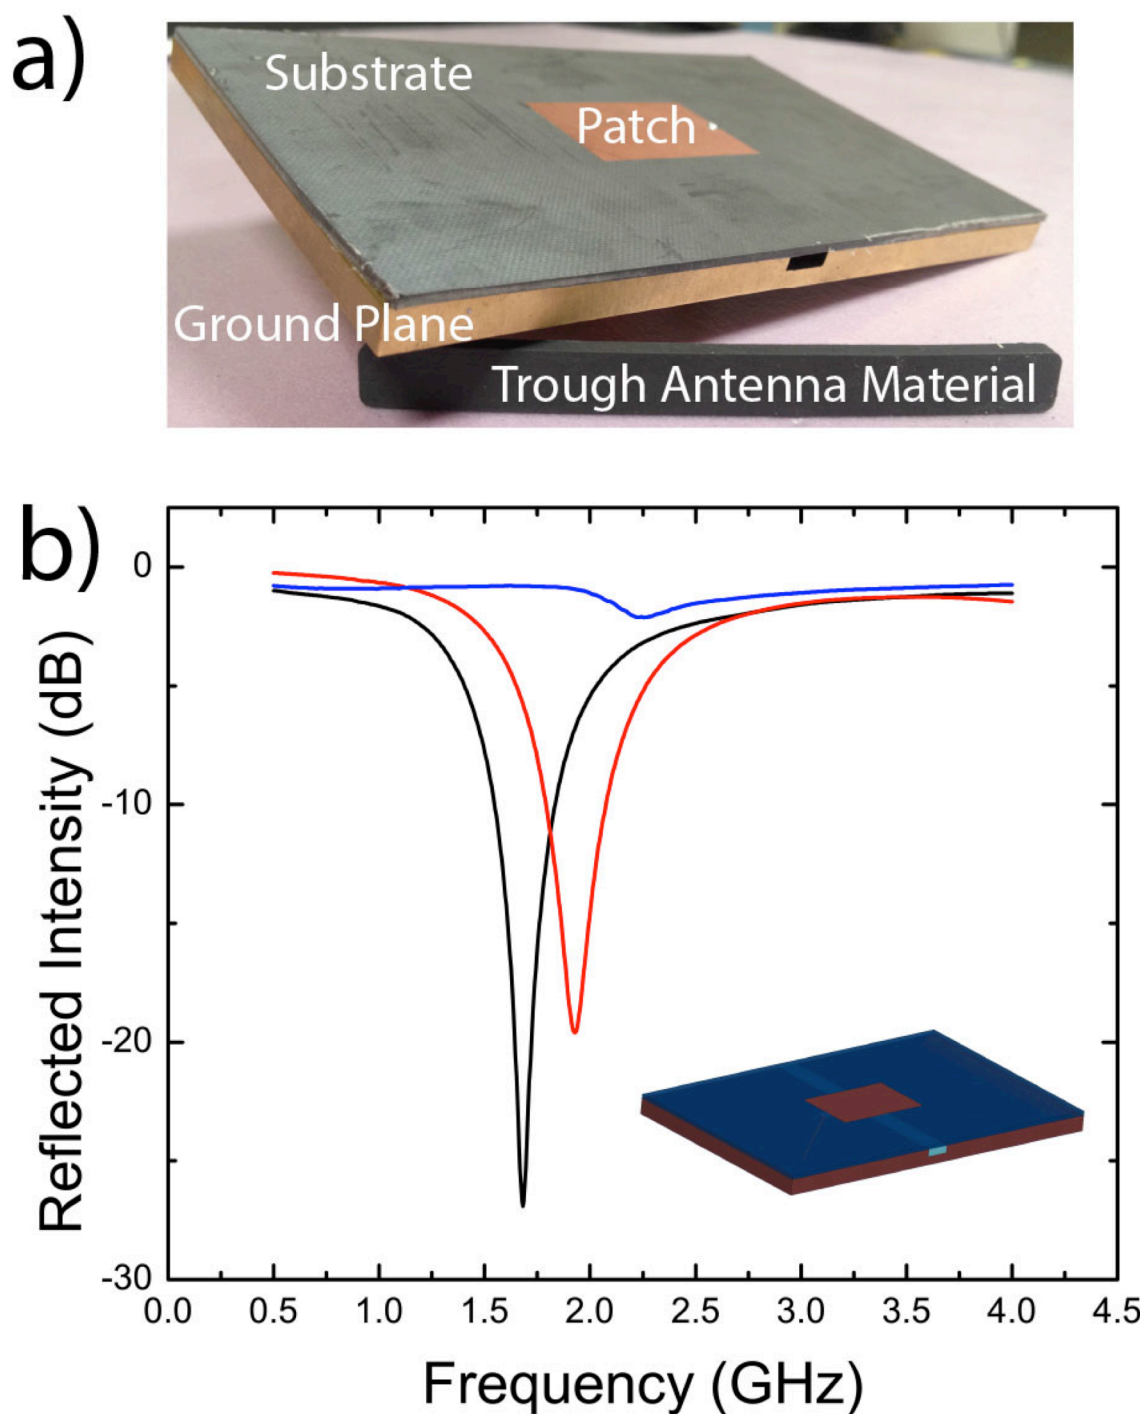 a)
Substrate
Patch
Ground Plane
Trough Antenna Material
b)
0
-10
-20
-30
Reflected Intensity (dB)
0.0 0.5 1.0 1.5 2.0 2.5 3.0 3.5 4.0 4.5
Frequency (GHz)